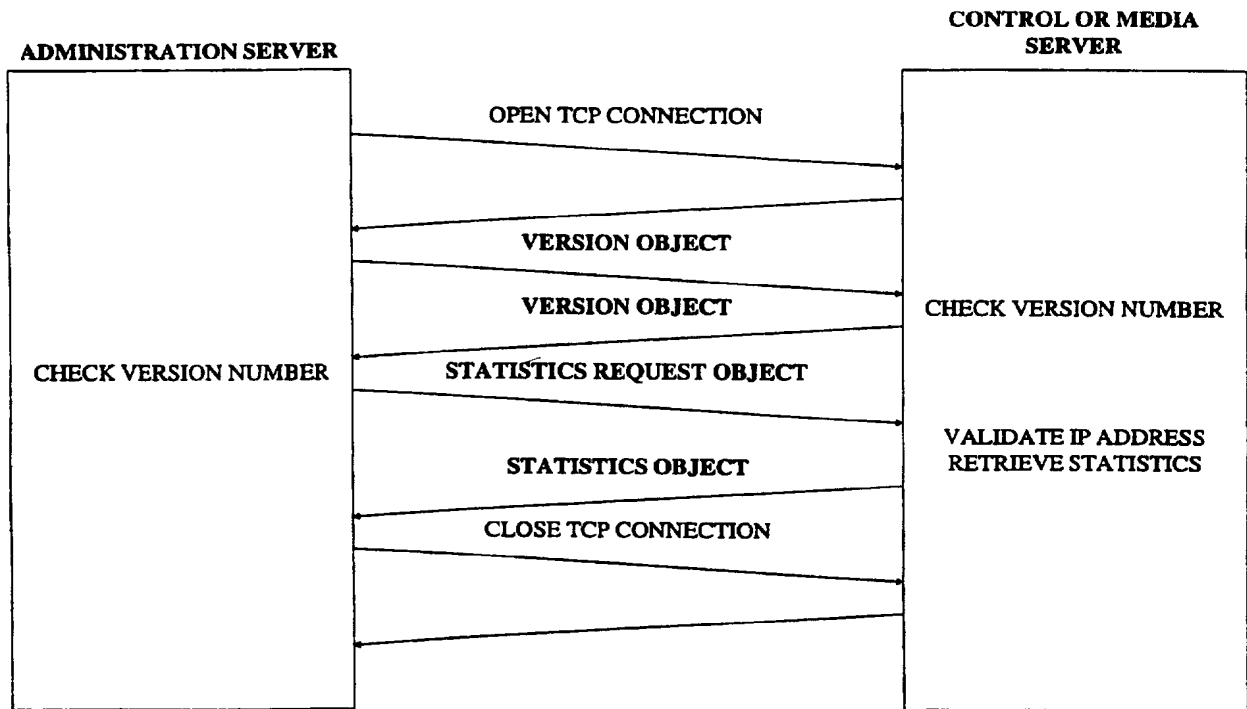 ADMINISTRATION SERVER
CONTROL OR MEDIA
SERVER
OPEN TCP CONNECTION
VERSION OBJECT
VERSION OBJECT
CHECK VERSION NUMBER
CHECK VERSION NUMBER
STATISTICS REQUEST OBJECT
VALIDATE IP ADDRESS
RETRIEVE STATISTICS
STATISTICS OBJECT
CLOSE TCP CONNECTION